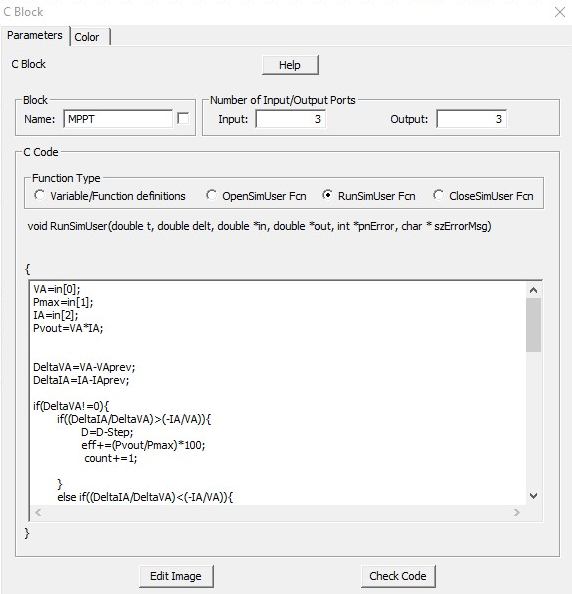 C Block
Parameters Color
C Block Help
Block Number of Input/Output Ports
Name: MPPT Input: 3 Output: 3
C Code
Function Type
Variable/Function definitions OpenSimUser Fcn RunSimUser Fcn CloseSimUser Fcn
void RunSimUser(double t, double delt, double *in, double *out, int *pnError, char * szErrorMsg)
{
VA=in[0];
Pmax=in[1];
IA=in[2];
Pvout=VA*IA;
DeltaVA=VA-VAprev;
DeltaIA=IA-IAprev;
if(DeltaVA!=0){
if((DeltaIA/DeltaVA)>(-IA/VA)){
D=D-Step;
eff+=(Pvout/Pmax)*100;
count+=1;
}
else if((DeltaIA/DeltaVA)<(-IA/VA)){
}
Edit Image Check Code